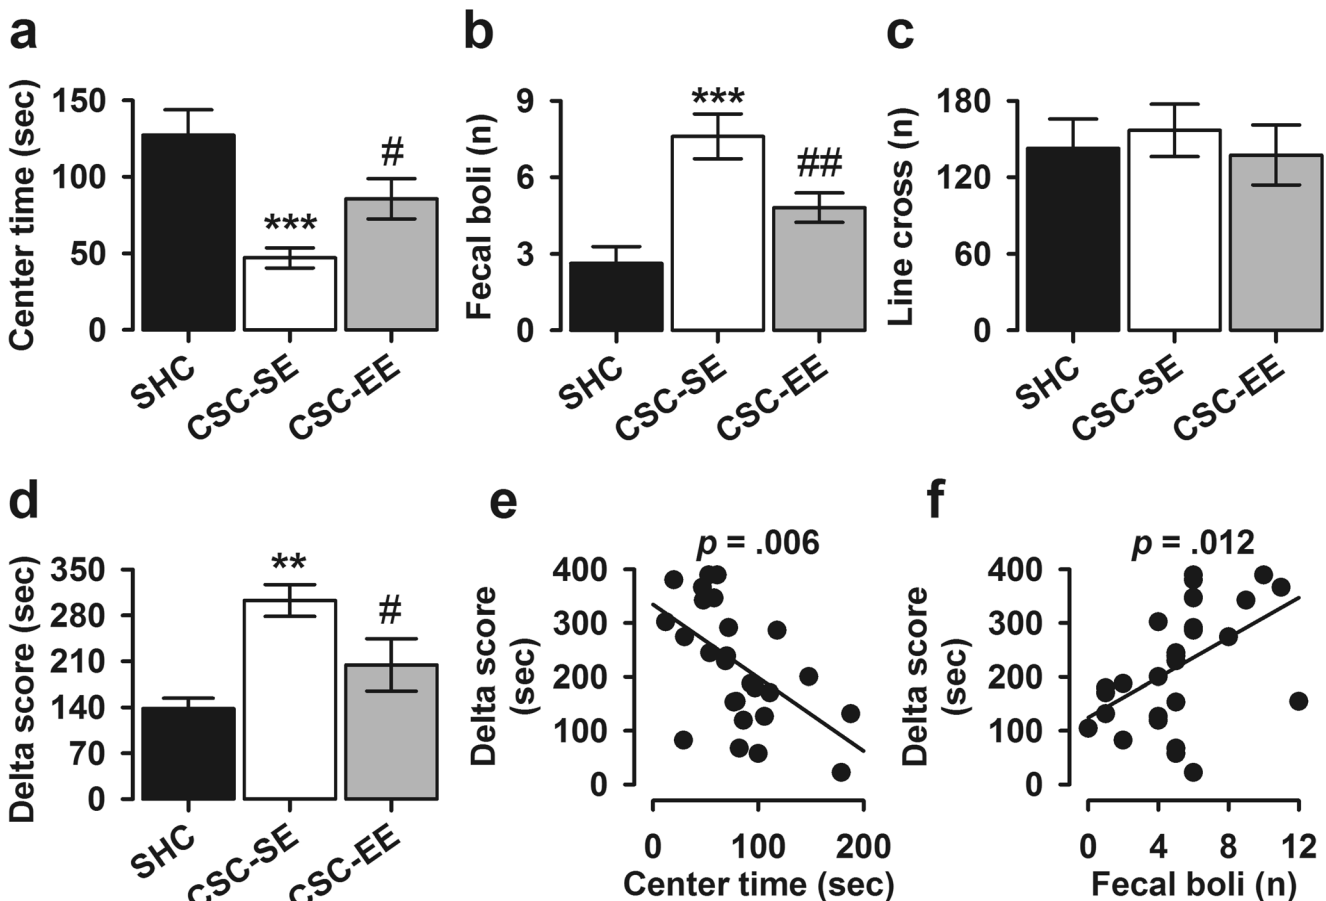 a
Center time (sec)
150
100
50
0
***
#
SHC
CSC-SE
CSC-EE
b
Fecal boli (n)
9
6
3
0
***
##
SHC
CSC-SE
CSC-EE
c
Line cross (n)
180
120
60
0
SHC
CSC-SE
CSC-EE
d
Delta score (sec)
350
280
210
140
70
0
**
#
SHC
CSC-SE
CSC-EE
e
p = .006
Delta score
(sec)
400
300
200
100
0
0 100 200
Center time (sec)
f
p = .012
Delta score
(sec)
400
300
200
100
0
0 4 8 12
Fecal boli (n)